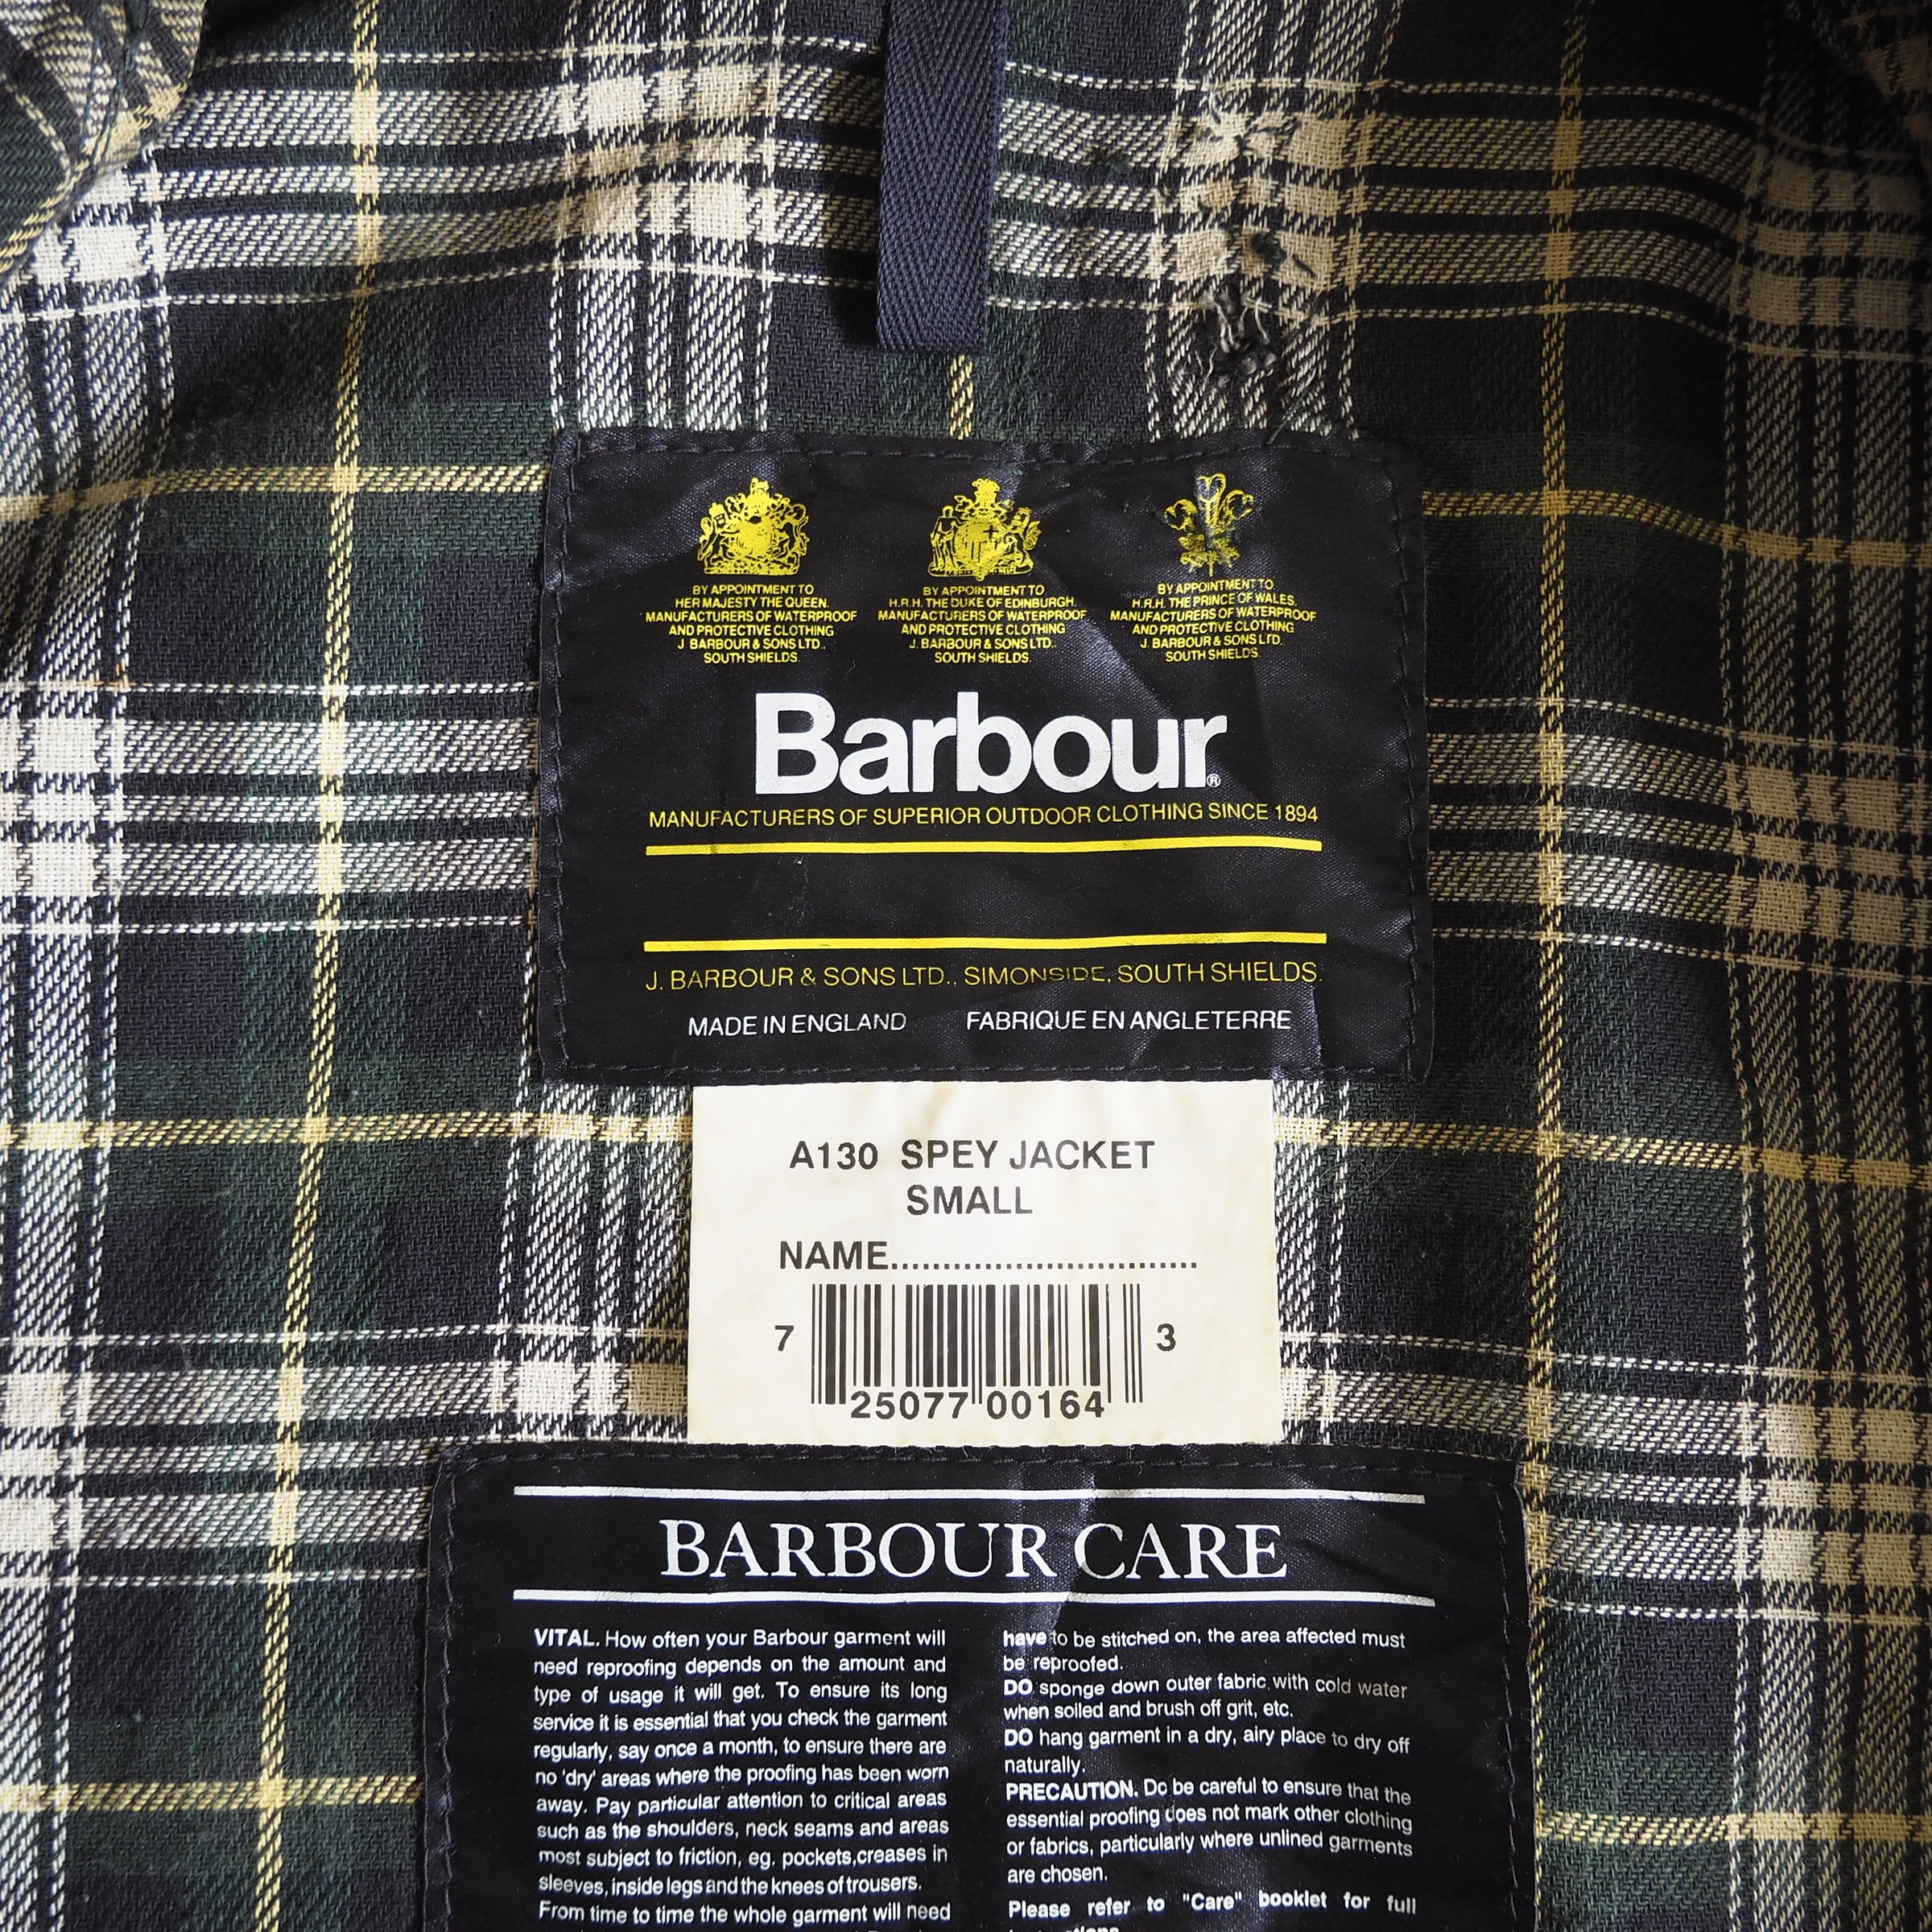 BY APPOINTMENT TO
HER MAJESTY THE QUEEN.
MANUFACTURERS OF WATERPROOF
AND PROTECTIVE CLOTHING
J. BARBOUR & SONS LTD.,
SOUTH SHIELDS.
BY APPOINTMENT TO
H.R.H. THE DUKE OF EDINBURGH.
MANUFACTURERS OF WATERPROOF
AND PROTECTIVE CLOTHING
J. BARBOUR & SONS LTD..
SOUTH SHIELDS.
BY APPOINTMENT TO
H.R.H. THE PRINCE OF WALES.
MANUFACTURERS OF WATERPROOF
AND PROTECTIVE CLOTHING
J. BARBOUR & SONS LTD.
SOUTH SHIELDS.
Barbour®
MANUFACTURERS OF SUPERIOR OUTDOOR CLOTHING SINCE 1894
J. BARBOUR & SONS LTD., SIMONSIDE, SOUTH SHIELDS.
MADE IN ENGLAND FABRIQUE EN ANGLETERRE
A130 SPEY JACKET
SMALL
NAME.............................
7 25077 00164 3
BARBOUR CARE
VITAL. How often your Barbour garment will
need reproofing depends on the amount and
type of usage it will get. To ensure its long
service it is essential that you check the garment
regularly, say once a month, to ensure there are
no 'dry' areas where the proofing has been worn
away. Pay particular attention to critical areas
such as the shoulders, neck seams and areas
most subject to friction, eg. pockets,creases in
sleeves, inside legs and the knees of trousers.
From time to time the whole garment will need
have to be stitched on, the area affected must
be reproofed.
DO sponge down outer fabric with cold water
when soiled and brush off grit, etc.
DO hang garment in a dry, airy place to dry off
naturally.
PRECAUTION. Do be careful to ensure that the
essential proofing does not mark other clothing
or fabrics, particularly where unlined garments
are chosen.
Please refer to "Care" booklet for full